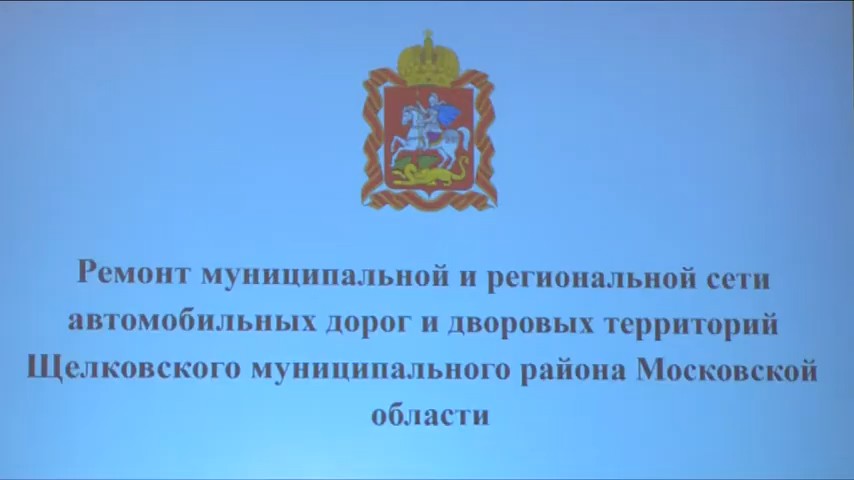 Ремонт муниципальной и региональной сети
автомобильных дорог и дворовых территорий
Щелковского муниципального района Московской
области